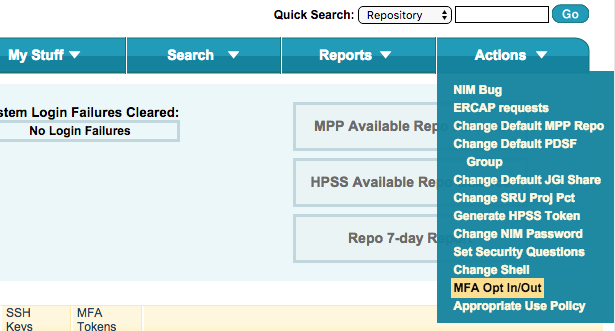 Quick Search: Repository Go
My Stuff Search Reports Actions
NIM Bug
ERCAP requests
Change Default MPP Repo
Change Default PDSF
Group
Change Default JGI Share
Change SRU Proj Pct
Generate HPSS Token
Change NIM Password
Set Security Questions
Change Shell
MFA Opt In/Out
Appropriate Use Policy
stem Login Failures Cleared:
No Login Failures
MPP Available Repo
HPSS Available Rep
Repo 7-day Re
SSH
Keys
MFA
Tokens